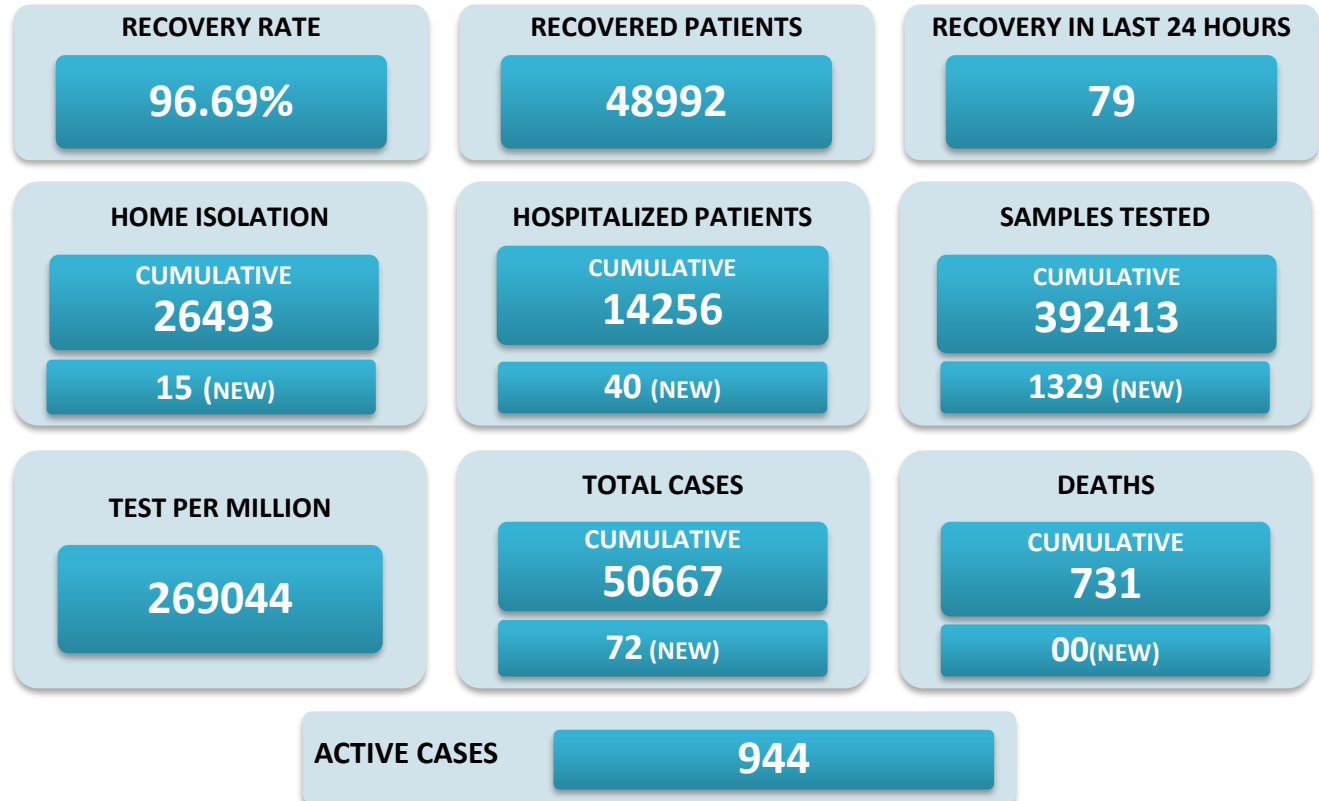 RECOVERY RATE
96.69%
RECOVERED PATIENTS
48992
RECOVERY IN LAST 24 HOURS
79
HOME ISOLATION
CUMULATIVE
26493
15 (NEW)
HOSPITALIZED PATIENTS
CUMULATIVE
14256
40 (NEW)
SAMPLES TESTED
CUMULATIVE
392413
1329 (NEW)
TEST PER MILLION
269044
TOTAL CASES
CUMULATIVE
50667
72 (NEW)
DEATHS
CUMULATIVE
731
00(NEW)
ACTIVE CASES
944